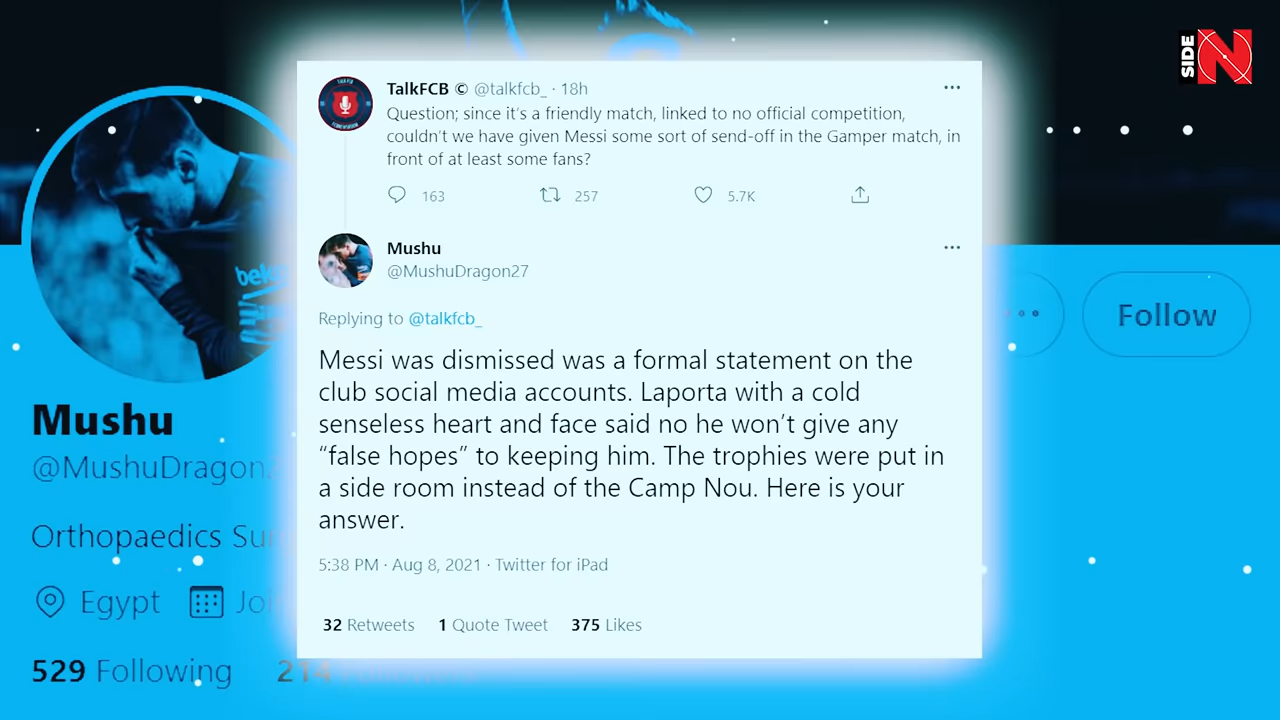 SIDE N
TalkFCB © @talkfcb_ · 18h
Question; since it's a friendly match, linked to no official competition,
couldn't we have given Messi some sort of send-off in the Gamper match, in
front of at least some fans?
163 257 5.7K
Mushu
@MushuDragon27
Replying to @talkfcb_
Messi was dismissed was a formal statement on the
club social media accounts. Laporta with a cold
senseless heart and face said no he won't give any
“false hopes” to keeping him. The trophies were put in
a side room instead of the Camp Nou. Here is your
answer.
5:38 PM · Aug 8, 2021 · Twitter for iPad
32 Retweets 1 Quote Tweet 375 Likes
Follow
Mushu
@MushuDragon
Orthopaedics
Egypt
529 Following 214